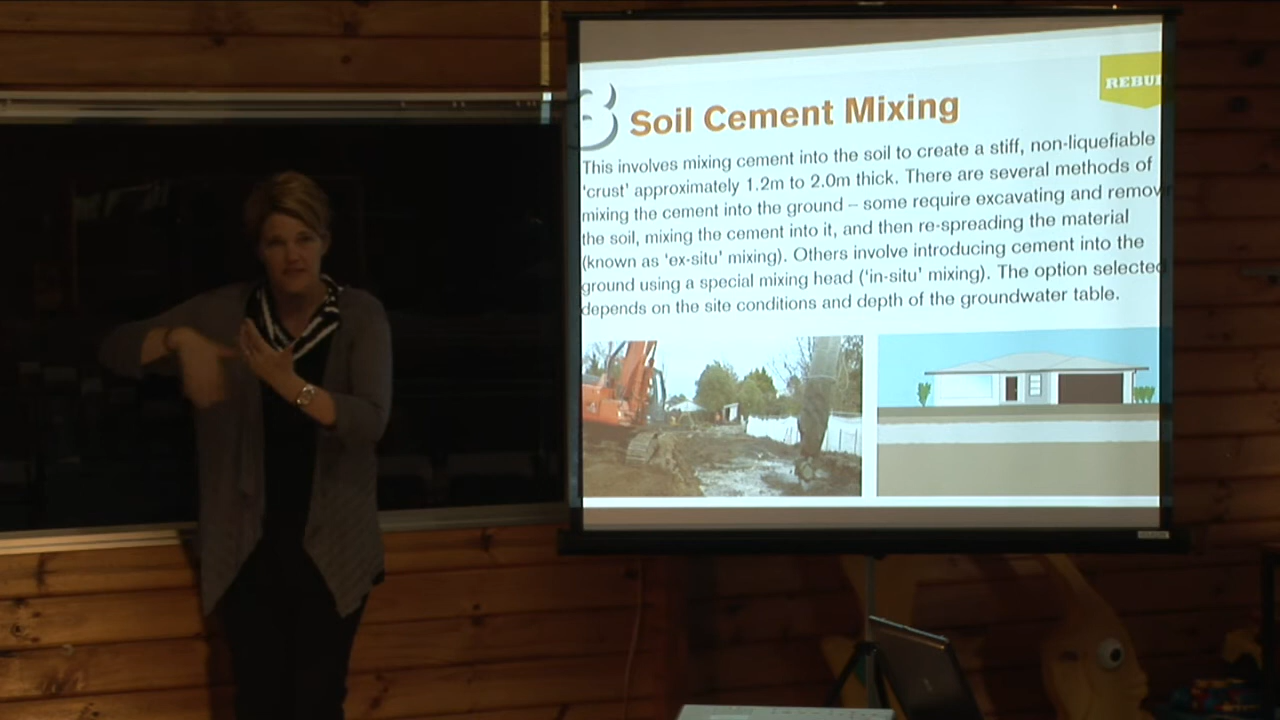 REBUI
Soil Cement Mixing
This involves mixing cement into the soil to create a stiff, non-liquefiable
‘crust’ approximately 1.2m to 2.0m thick. There are several methods of
mixing the cement into the ground – some require excavating and remov
the soil, mixing the cement into it, and then re-spreading the material
(known as ‘ex-situ’ mixing). Others involve introducing cement into the
ground using a special mixing head (‘in-situ’ mixing). The option selected
depends on the site conditions and depth of the groundwater table.